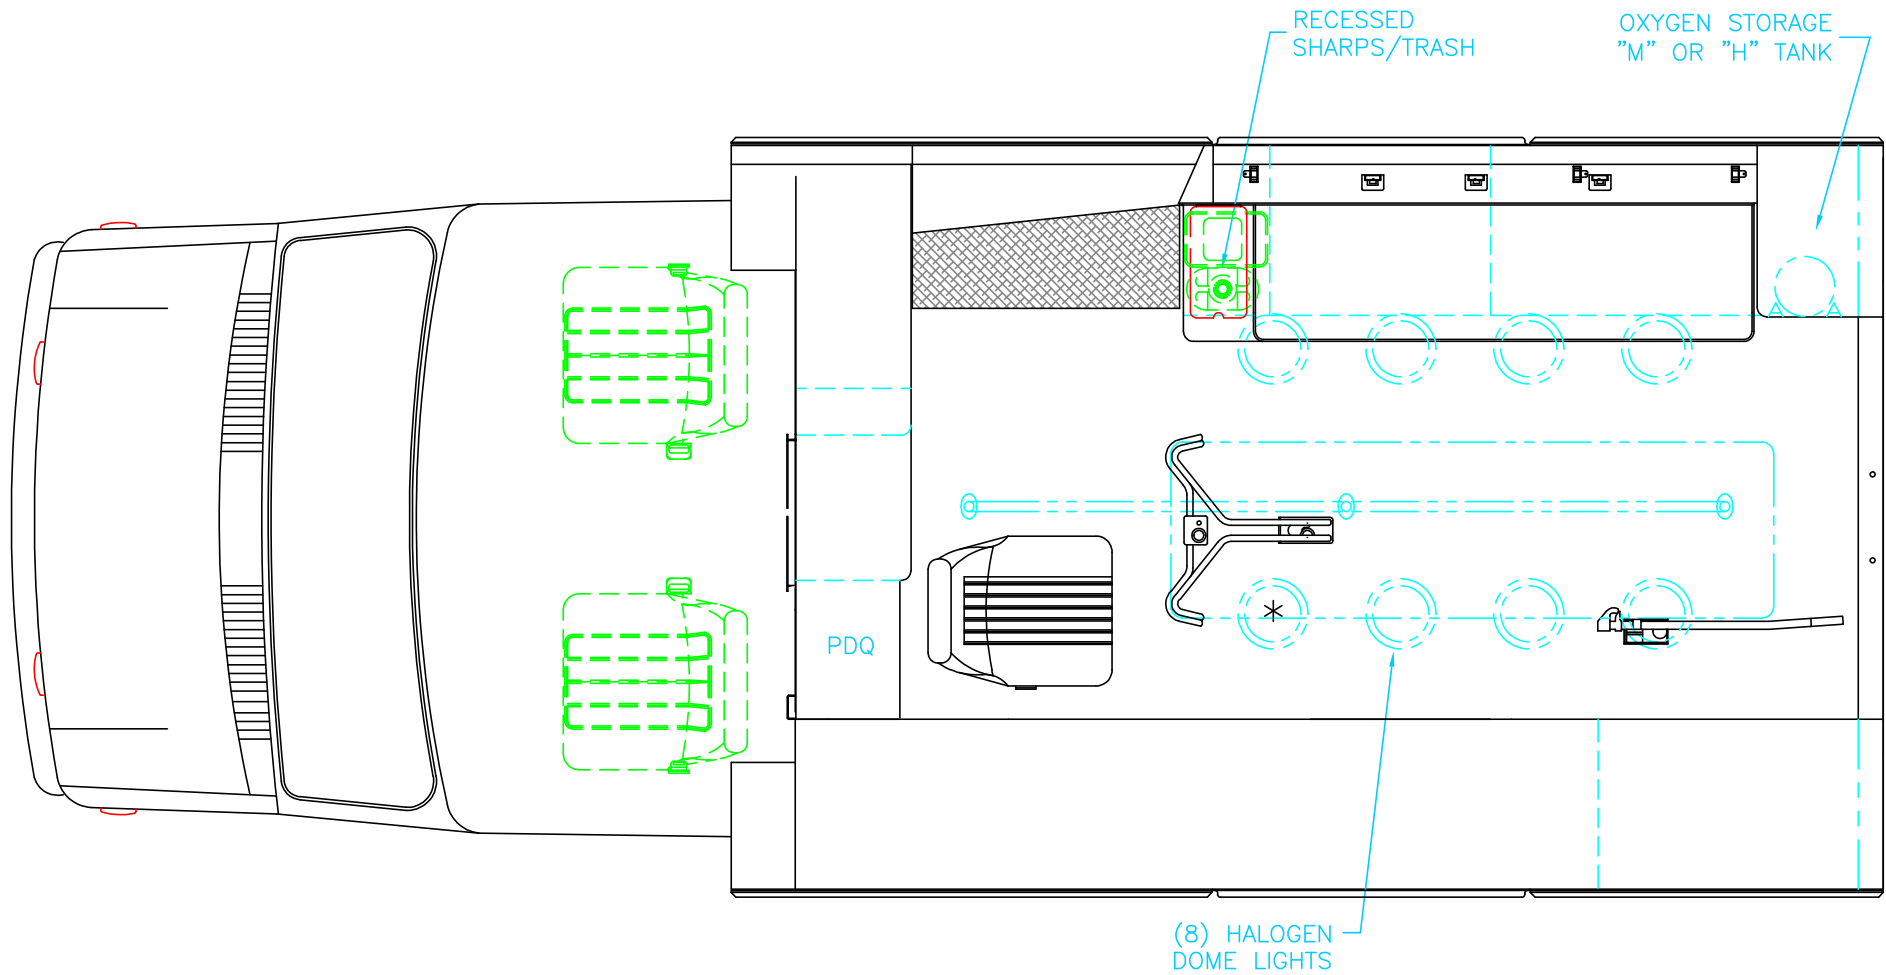 RECESSED
SHARPS/TRASH
OXYGEN STORAGE
"M" OR "H" TANK
PDQ
(8) HALOGEN
DOME LIGHTS